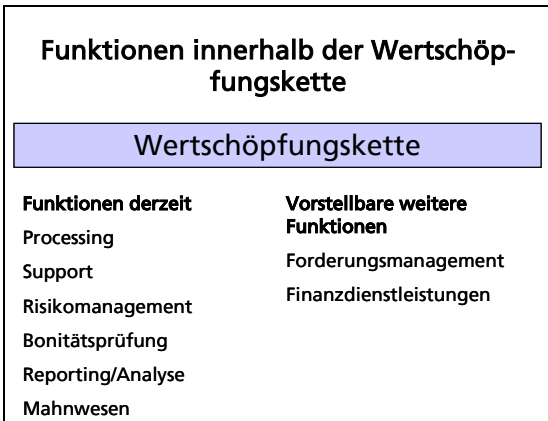 Funktionen innerhalb der Wertschöp-
fungskette
Wertschöpfungskette
Funktionen derzeit
Processing
Support
Risikomanagement
Bonitätsprüfung
Reporting/Analyse
Mahnwesen
Vorstellbare weitere
Funktionen
Forderungsmanagement
Finanzdienstleistungen